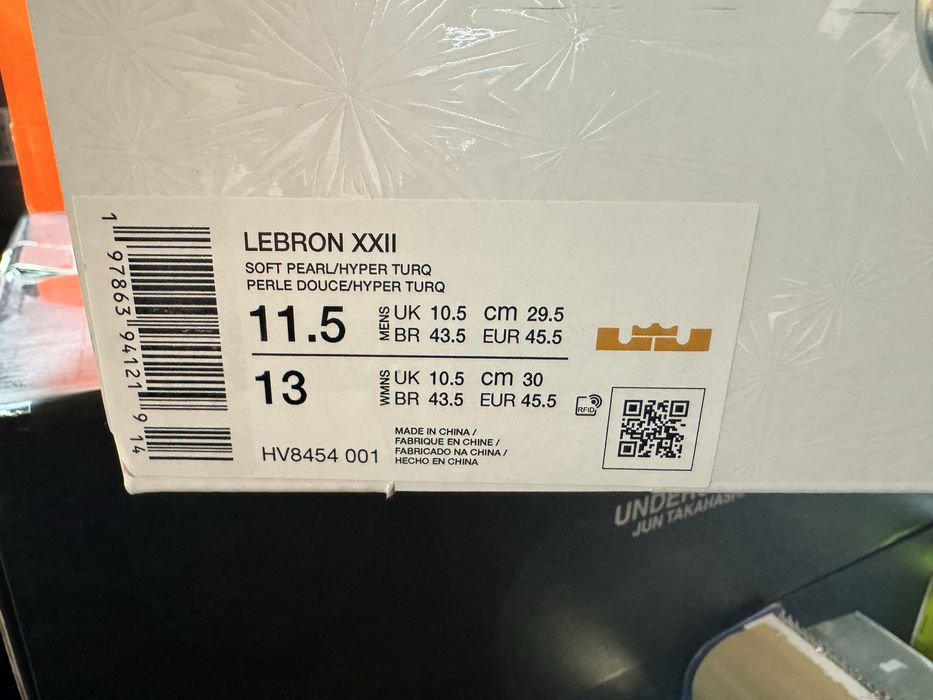 LEBRON XXII
SOFT PEARL/HYPER TURQ
PERLE DOUCE/HYPER TURQ
11.5 MENS UK 10.5 cm 29.5
BR 43.5 EUR 45.5
13 WMNS UK 10.5 cm 30
BR 43.5 EUR 45.5
RFID
HV8454 001
MADE IN CHINA /
FABRIQUE EN CHINE /
FABRICADO NA CHINA /
HECHO EN CHINA
1 97863 94121 9 14
JUN TAKAHASHI